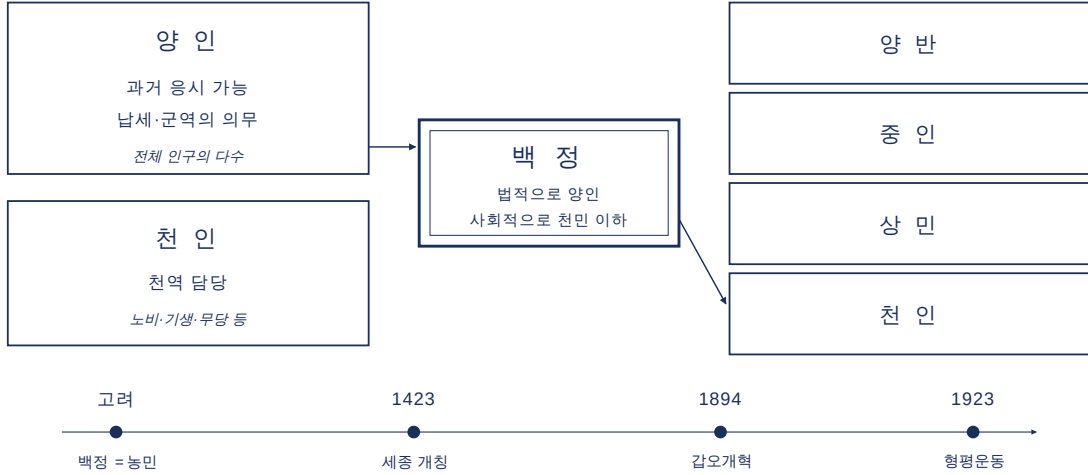 양 인
과거 응시 가능
납세·군역의 의무
전체 인구의 다수
천 인
천역 담당
노비·기생·무당 등
백 정
법적으로 양인
사회적으로 천민 이하
양 반
중 인
상 민
천 인
고려
1423
1894
1923
백정 =농민
세종 개칭
갑오개혁
형평운동